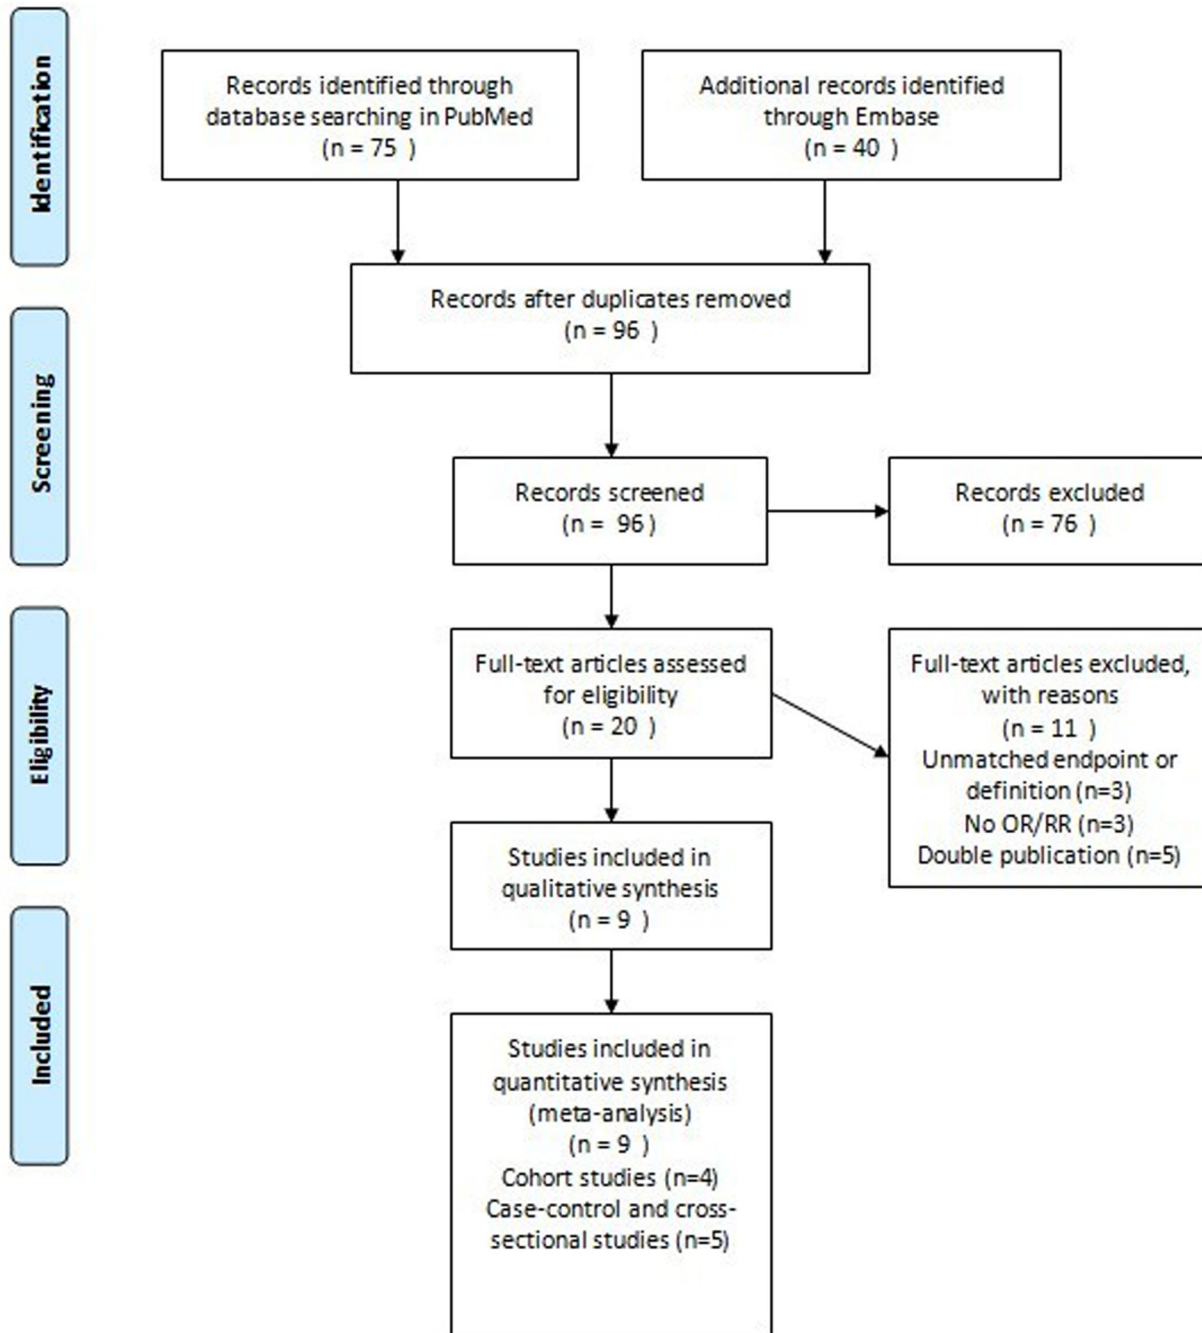 Identification
Records identified through
database searching in PubMed
(n = 75 )
Additional records identified
through Embase
(n = 40 )
Records after duplicates removed
(n = 96 )
Screening
Records screened
(n = 96)
Records excluded
(n = 76 )
Eligibility
Full-text articles assessed
for eligibility
(n = 20 )
Full-text articles excluded,
with reasons
(n = 11 )
Unmatched endpoint or
definition (n=3)
No OR/RR (n=3)
Double publication (n=5)
Studies included in
qualitative synthesis
(n = 9 )
Included
Studies included in
quantitative synthesis
(meta-analysis)
(n = 9 )
Cohort studies (n=4)
Case-control and cross-
sectional studies (n=5)